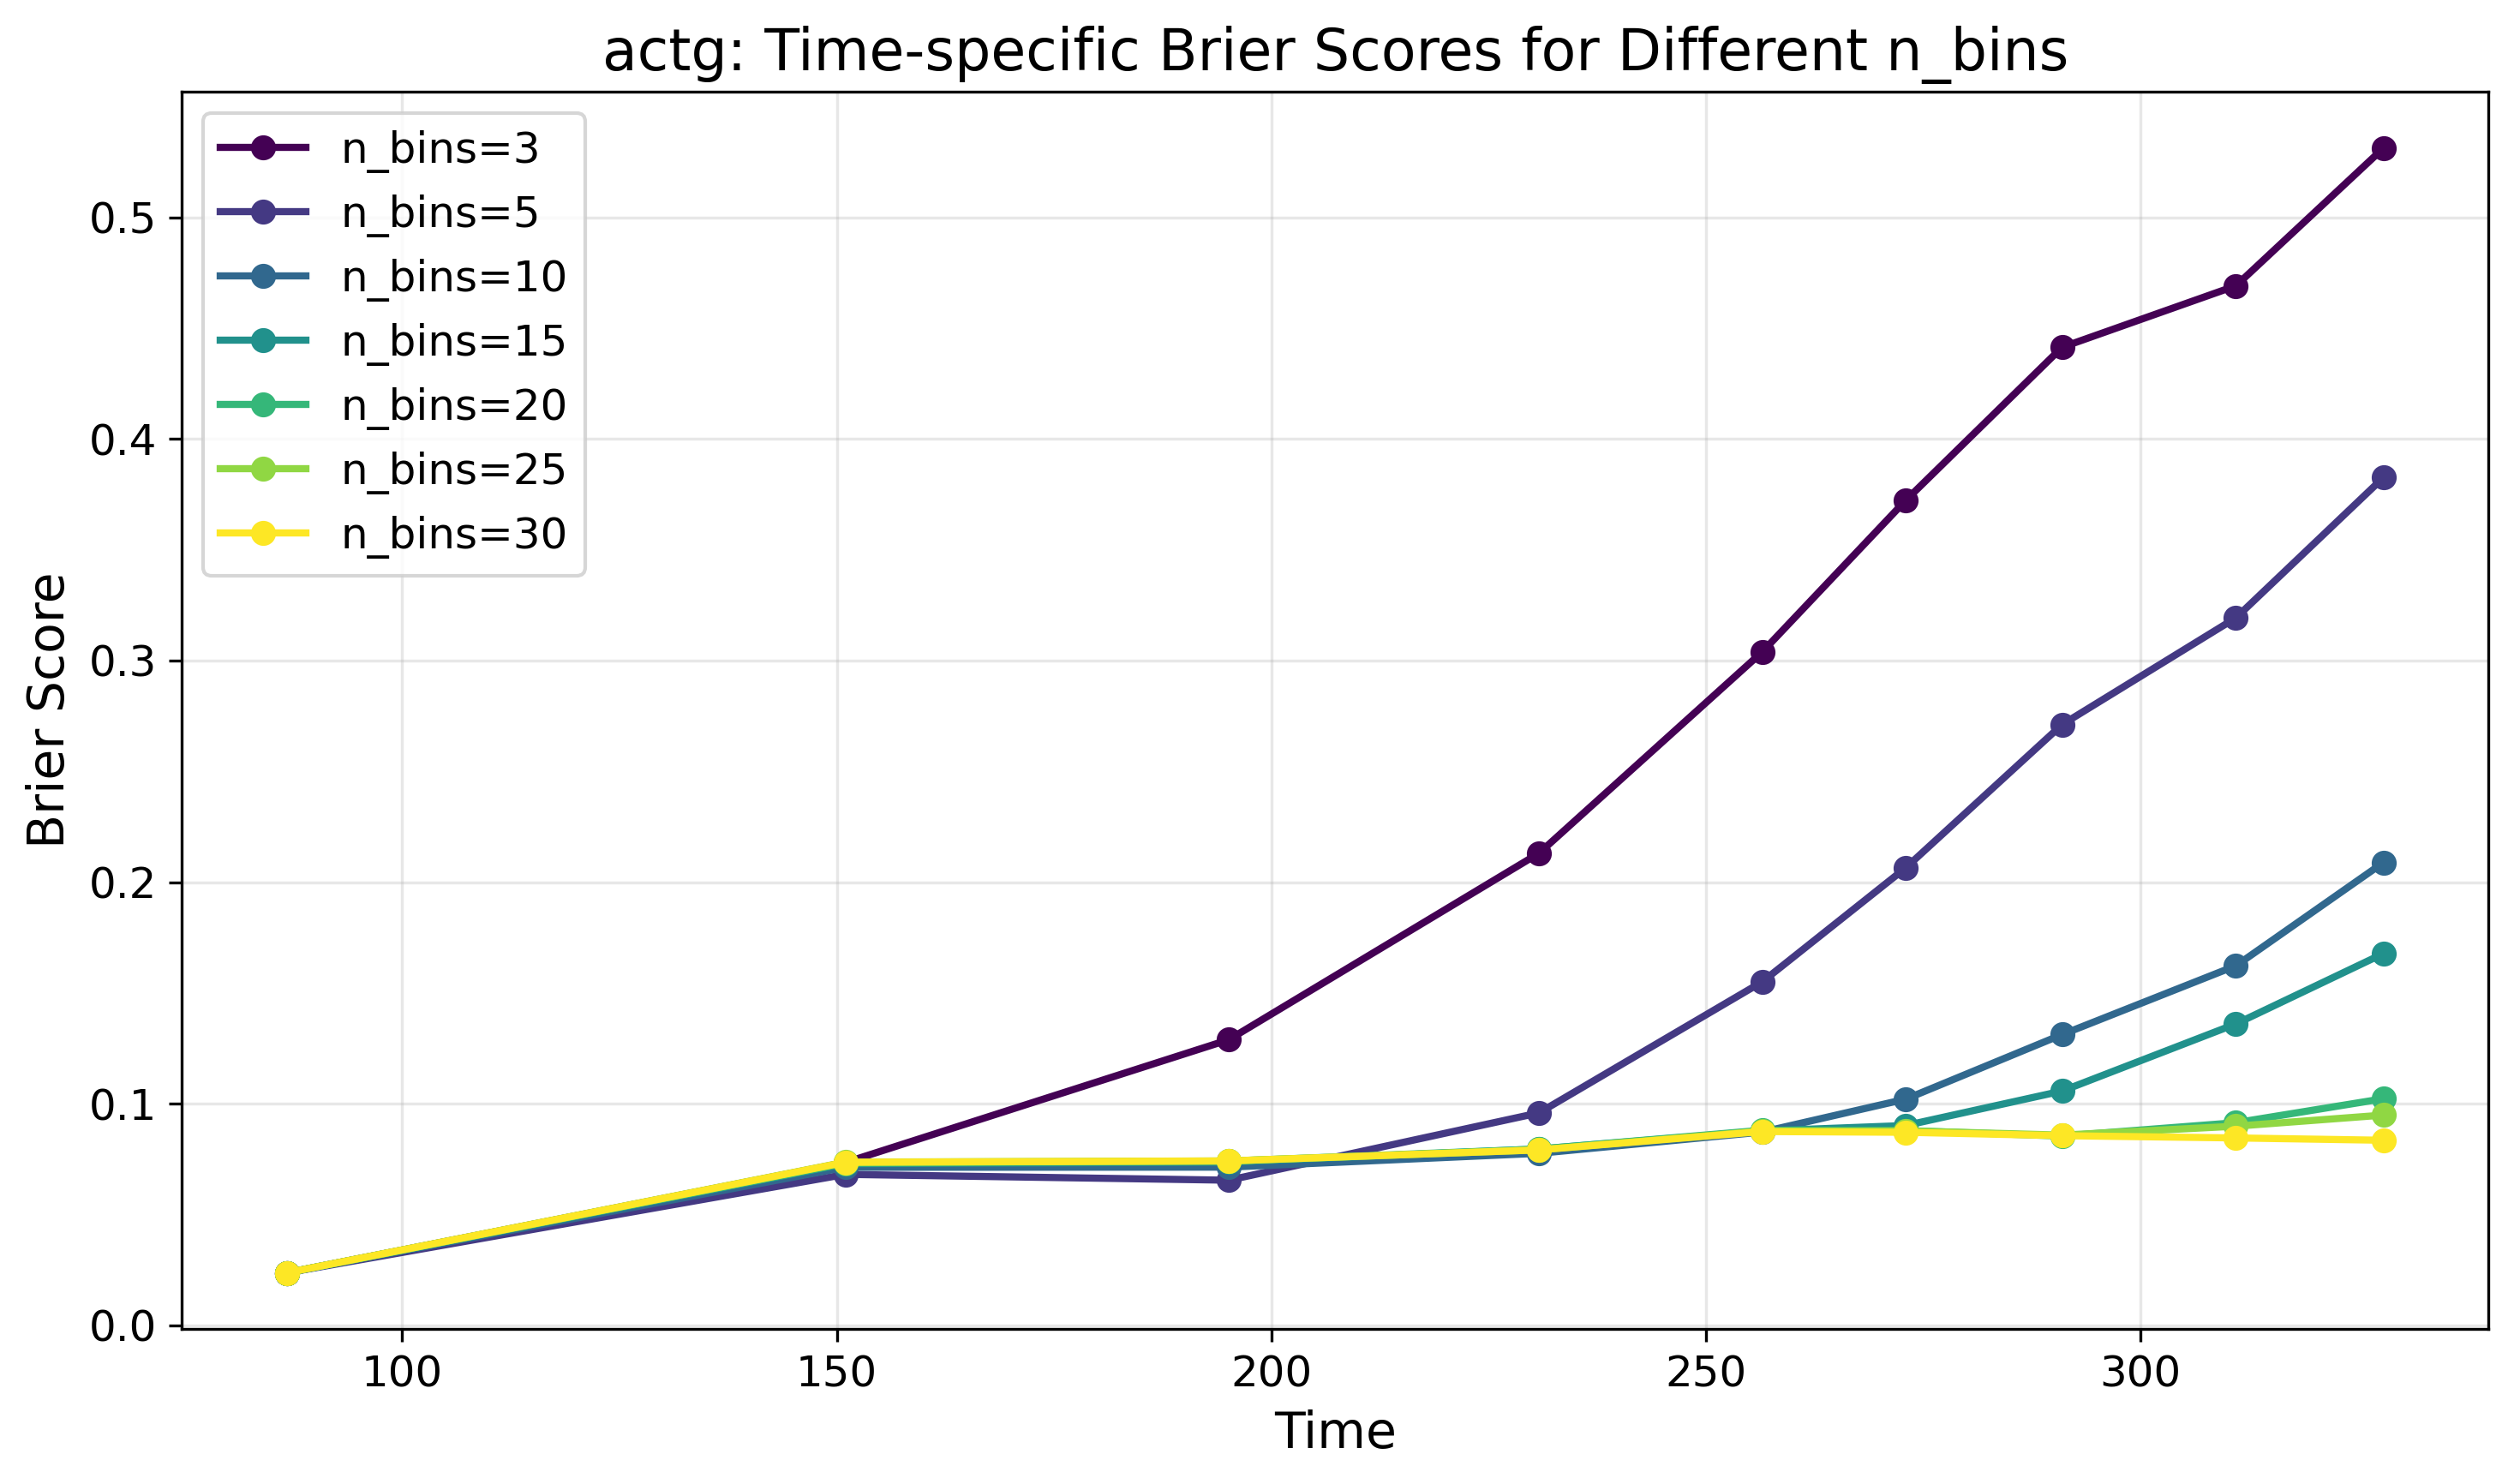 actg: Time-specific Brier Scores for Different n_bins
n_bins=3
n_bins=5
n_bins=10
n_bins=15
n_bins=20
n_bins=25
n_bins=30
Brier Score
0.5
0.4
0.3
0.2
0.1
0.0
100 150 200 250 300
Time